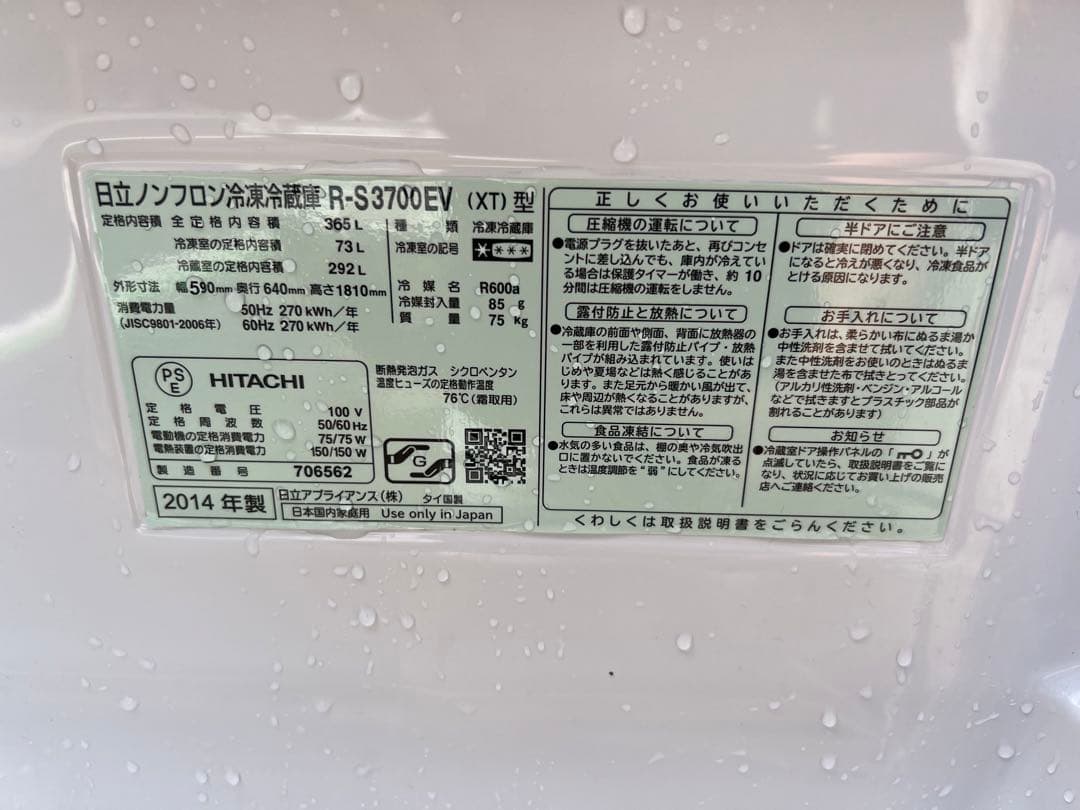 日立ノンフロン冷凍冷蔵庫 R-S3700EV (XT) 型
定格内容積 全定格内容積 365 L
冷凍室の定格内容積 73 L
冷蔵室の定格内容積 292 L
外形寸法 幅590mm 奥行640mm 高さ1810mm
消費電力量 50Hz 270 kWh/年
(JISC9801-2006年) 60Hz 270 kWh/年
種類 冷凍冷蔵庫
冷凍室の記号 ****
冷媒名 R600a
冷媒封入量 85 g
質量 75 Kg
PSE HITACHI
定格電圧 100 V
定格周波数 50/60 Hz
電動機の定格消費電力 75/75 W
電熱装置の定格消費電力 150/150 W
製造番号 706562
断熱発泡ガス シクロペンタン
温度ヒューズの定格動作温度
76℃(霜取用)
G
2014 年製
日立アプライアンス(株) タイ国製
日本国内家庭用 Use only in Japan
正しくお使いいただくために
圧縮機の運転について
●電源プラグを抜いたあと、再びコンセ
ントに差し込んでも、庫内が冷えてい
る場合は保護タイマーが働き、約 10
分間は圧縮機の運転をしません。
露付防止と放熱について
●冷蔵庫の前面や側面、背面に放熱器の
一部を利用した露付防止パイプ・放熱
パイプが組み込まれています。使いは
じめや夏場などは熱く感じることがあ
ります。また足元から暖かい風が出て、
床や周辺が熱くなることがありますが、
これらは異常ではありません。
食品凍結について
●水気の多い食品は、棚の奥や冷気吹出
口に置かないでください。食品が凍る
ときは温度調節を“弱”にしてください。
半ドアにご注意
●ドアは確実に閉めてください。半ドア
になると冷えが悪くなり、冷凍食品が
とける原因になります。
お手入れについて
●お手入れは、柔らかい布にぬるま湯か
中性洗剤を含ませて拭いてください。
また中性洗剤をお使いのときはぬるま
湯を含ませた布で拭きとってください。
(アルカリ性洗剤・ベンジン・アルコール
などで拭きますとプラスチック部品が
割れることがあります)
お知らせ
●冷蔵室ドア操作パネルの「 」が
点滅していたら、取扱説明書をご覧に
なり、状況に応じてお買い上げの販売
店へご連絡ください。
くわしくは取扱説明書をごらんください。